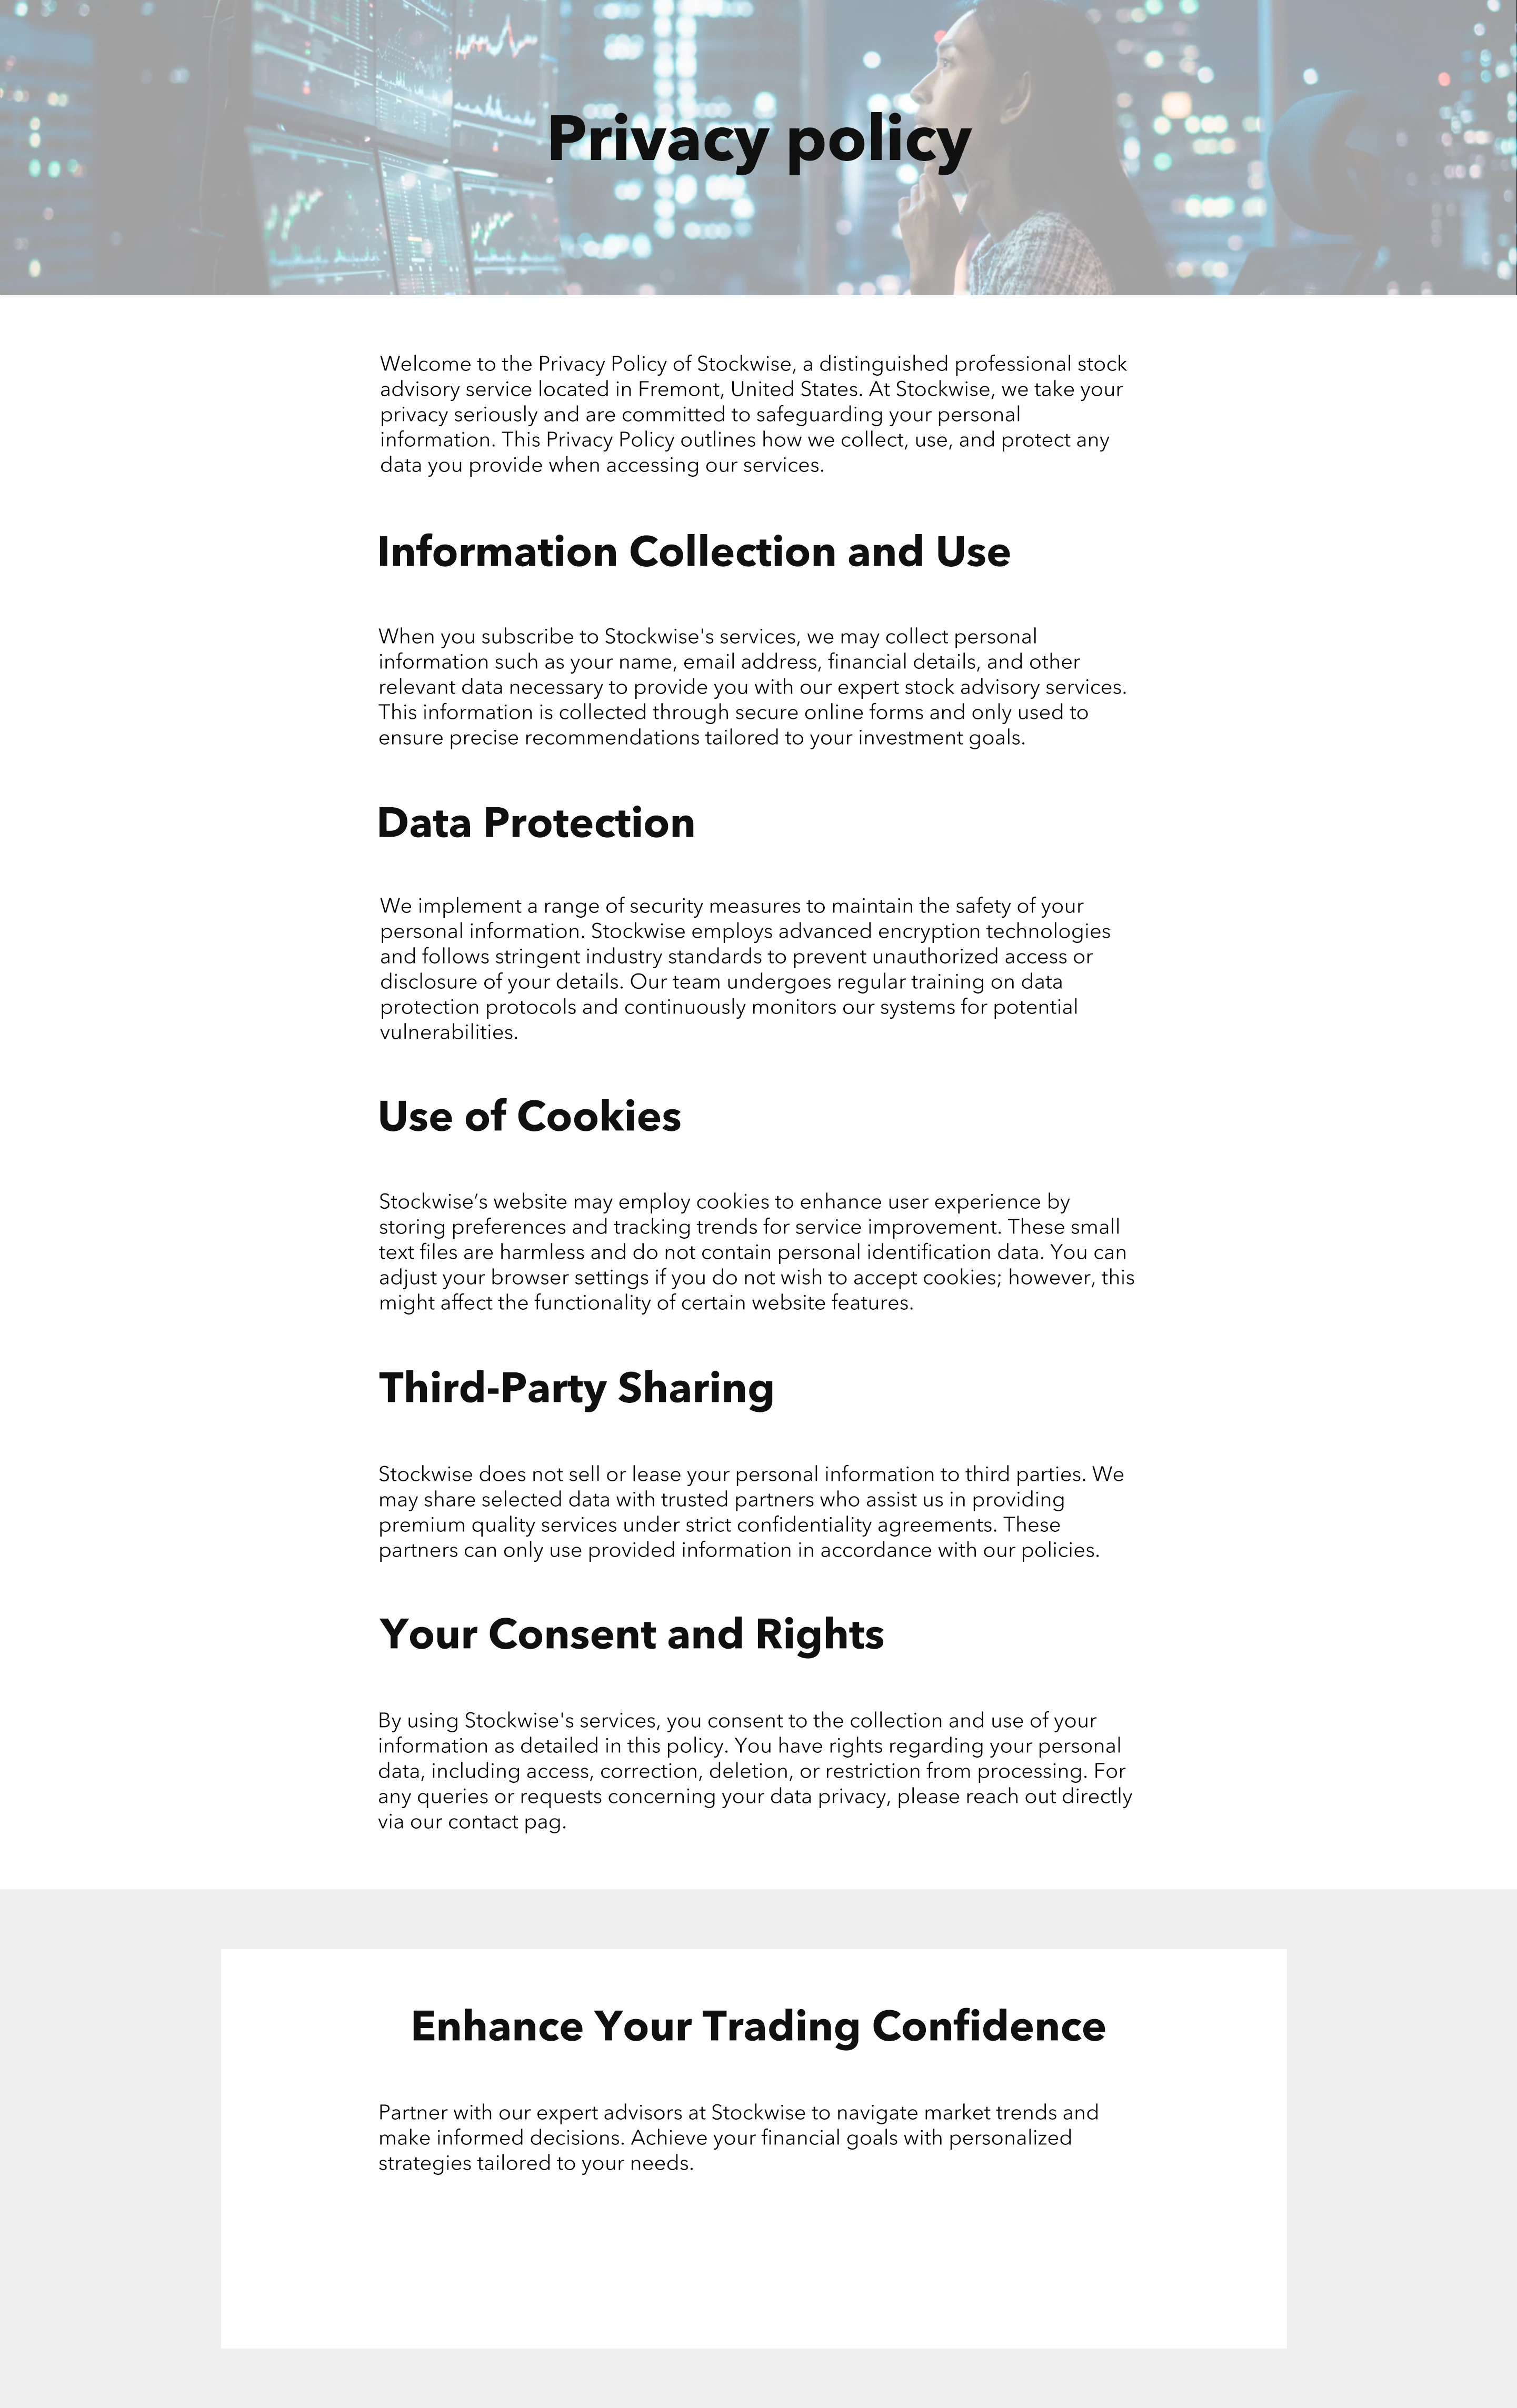 Privacy policy
Welcome to the Privacy Policy of Stockwise, a distinguished professional stock
advisory service located in Fremont, United States. At Stockwise, we take your
privacy seriously and are committed to safeguarding your personal
information. This Privacy Policy outlines how we collect, use, and protect any
data you provide when accessing our services.
Information Collection and Use
When you subscribe to Stockwise's services, we may collect personal
information such as your name, email address, financial details, and other
relevant data necessary to provide you with our expert stock advisory services.
This information is collected through secure online forms and only used to
ensure precise recommendations tailored to your investment goals.
Data Protection
We implement a range of security measures to maintain the safety of your
personal information. Stockwise employs advanced encryption technologies
and follows stringent industry standards to prevent unauthorized access or
disclosure of your details. Our team undergoes regular training on data
protection protocols and continuously monitors our systems for potential
vulnerabilities.
Use of Cookies
Stockwise’s website may employ cookies to enhance user experience by
storing preferences and tracking trends for service improvement. These small
text files are harmless and do not contain personal identification data. You can
adjust your browser settings if you do not wish to accept cookies; however, this
might affect the functionality of certain website features.
Third-Party Sharing
Stockwise does not sell or lease your personal information to third parties. We
may share selected data with trusted partners who assist us in providing
premium quality services under strict confidentiality agreements. These
partners can only use provided information in accordance with our policies.
Your Consent and Rights
By using Stockwise's services, you consent to the collection and use of your
information as detailed in this policy. You have rights regarding your personal
data, including access, correction, deletion, or restriction from processing. For
any queries or requests concerning your data privacy, please reach out directly
via our contact pag.
Enhance Your Trading Confidence
Partner with our expert advisors at Stockwise to navigate market trends and
make informed decisions. Achieve your financial goals with personalized
strategies tailored to your needs.